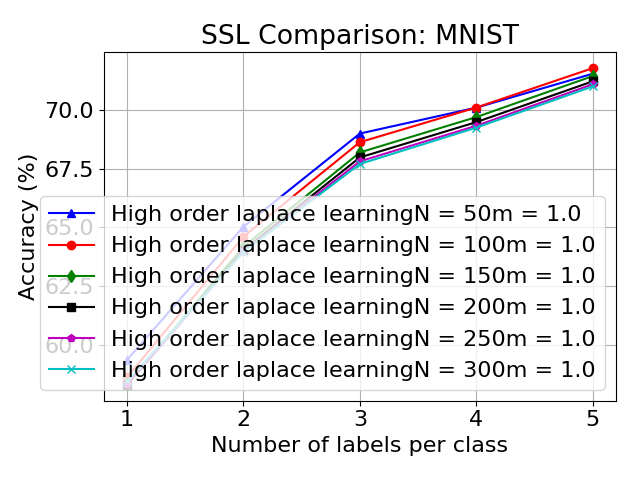 SSL Comparison: MNIST
Accuracy (%)
70.0
67.5
65.0
62.5
60.0
High order laplace learningN = 50m = 1.0
High order laplace learningN = 100m = 1.0
High order laplace learningN = 150m = 1.0
High order laplace learningN = 200m = 1.0
High order laplace learningN = 250m = 1.0
High order laplace learningN = 300m = 1.0
1 2 3 4 5
Number of labels per class